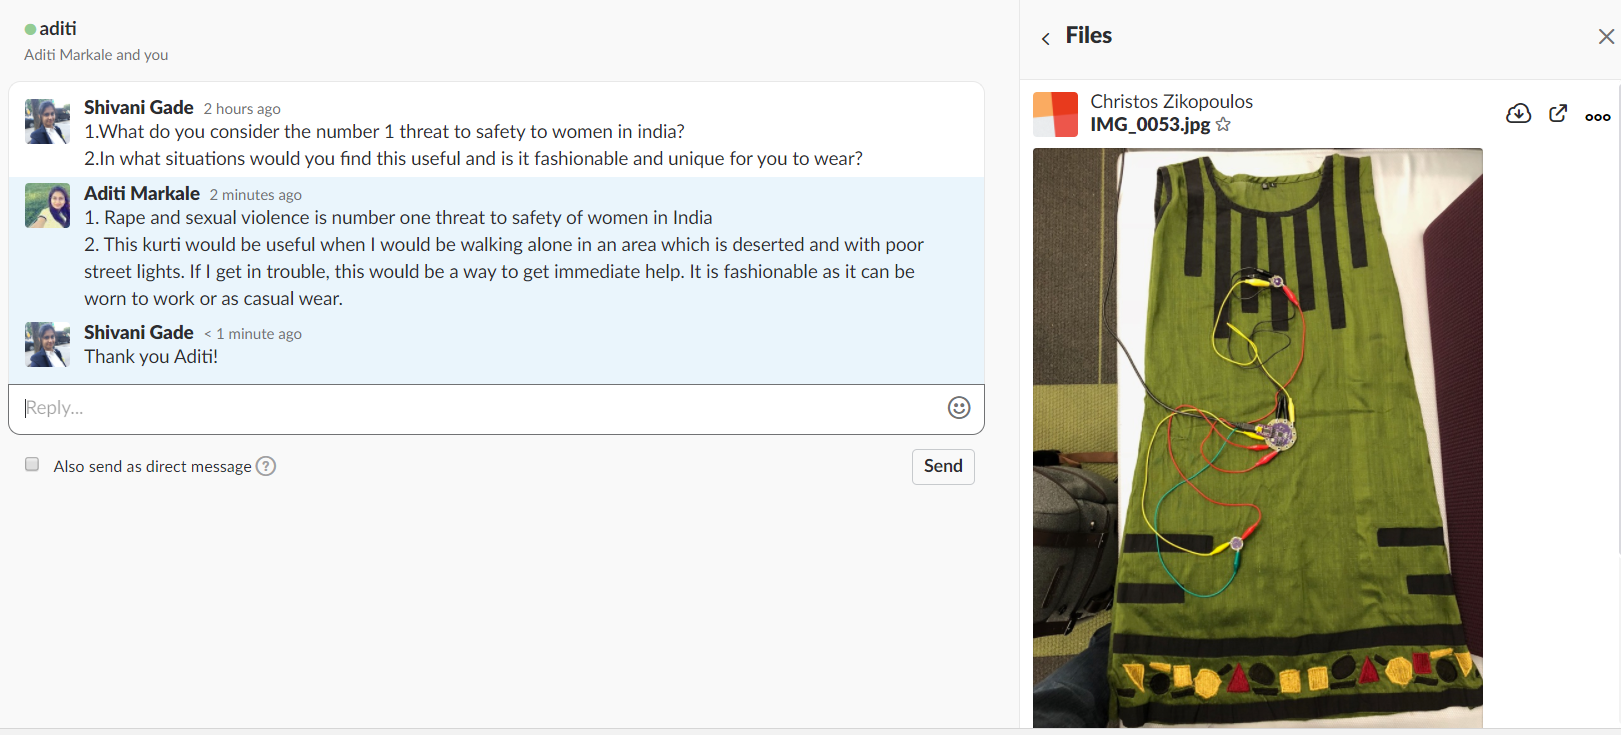 aditi
Aditi Markale and you
Shivani Gade 2 hours ago
1.What do you consider the number 1 threat to safety to women in india?
2.In what situations would you find this useful and is it fashionable and unique for you to wear?
Aditi Markale 2 minutes ago
1. Rape and sexual violence is number one threat to safety of women in India
2. This kurti would be useful when I would be walking alone in an area which is deserted and with poor
street lights. If I get in trouble, this would be a way to get immediate help. It is fashionable as it can be
worn to work or as casual wear.
Shivani Gade < 1 minute ago
Thank you Aditi!
Reply...
Also send as direct message ?
Send
Files
Christos Zikopoulos
IMG_0053.jpg